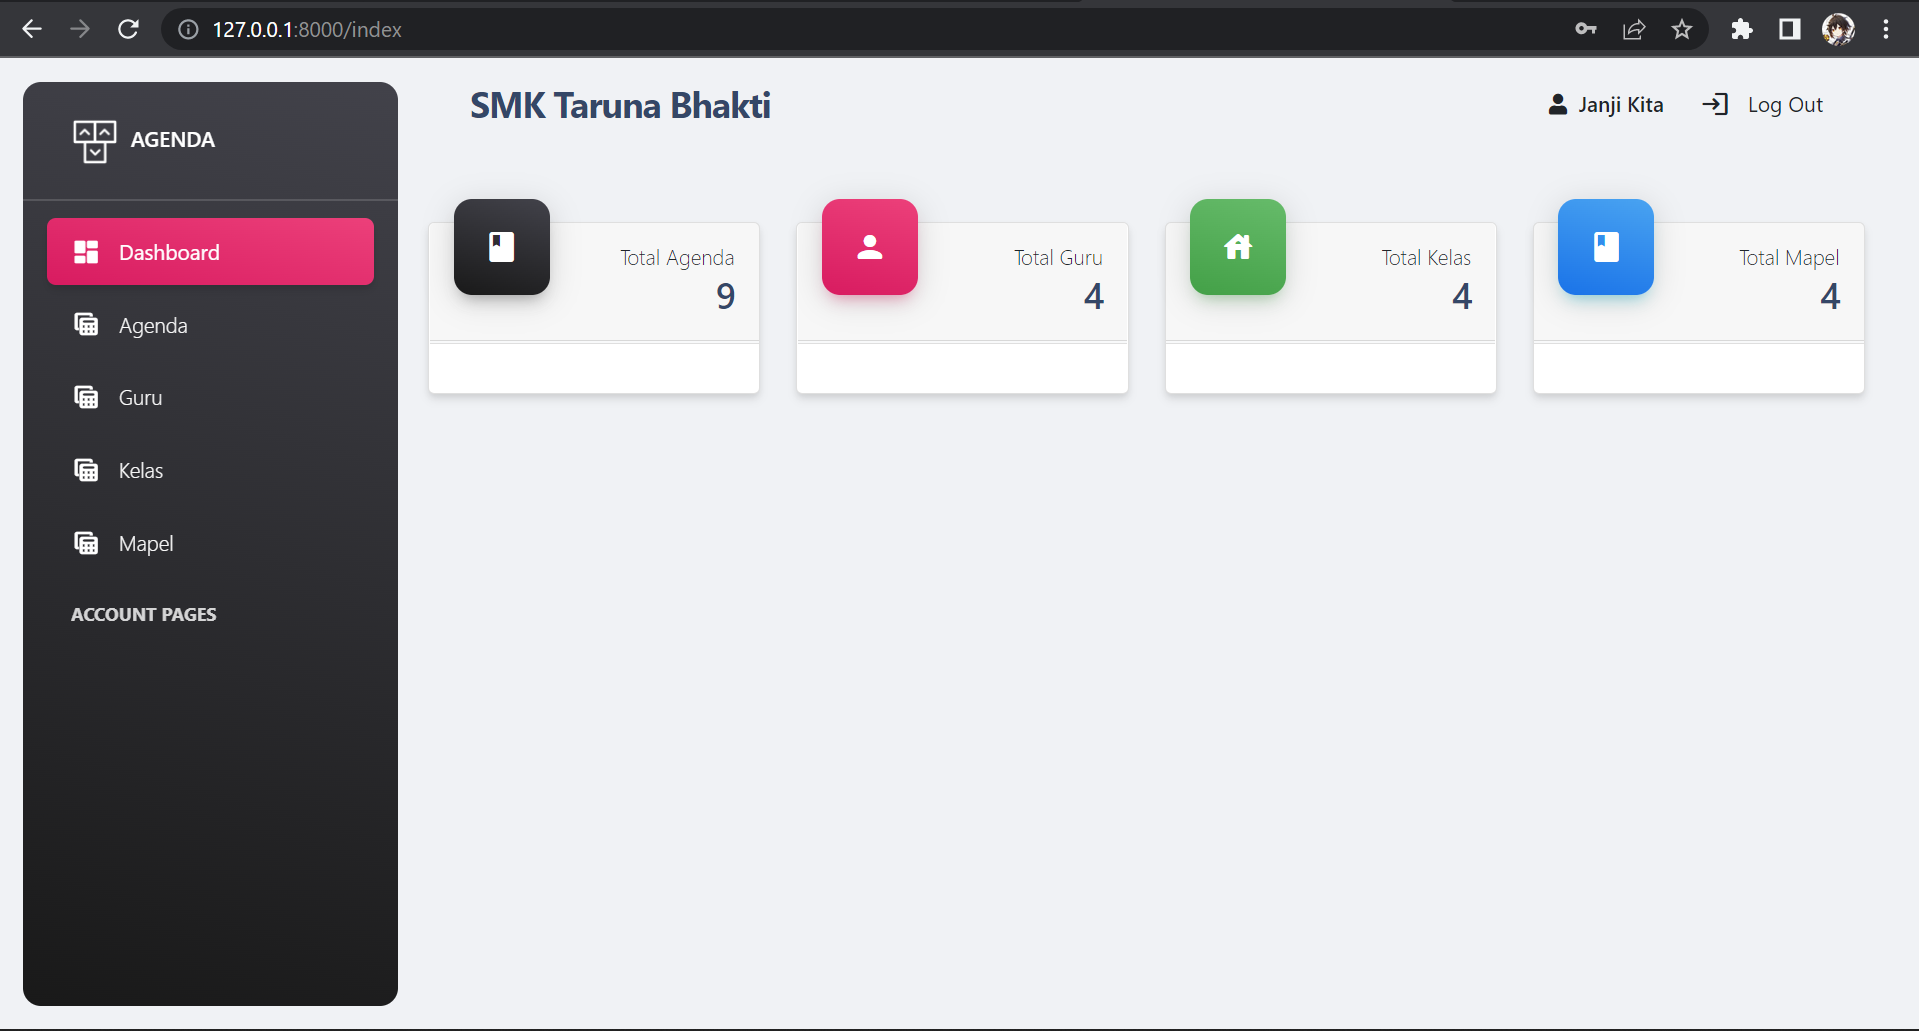 127.0.0.1:8000/index
AGENDA
Dashboard
Agenda
Guru
Kelas
Mapel
ACCOUNT PAGES
SMK Taruna Bhakti
Janji Kita
Log Out
Total Agenda
9
Total Guru
4
Total Kelas
4
Total Mapel
4